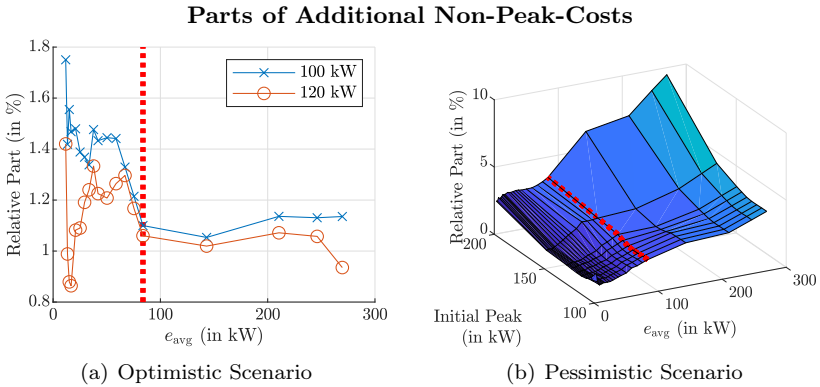 Parts of Additional Non-Peak-Costs
Relative Part (in %)
1.8
1.6
1.4
1.2
1
0.8
0
100
200
300
e_avg (in kW)
100 kW
120 kW
(a) Optimistic Scenario
Relative Part (in %)
10
5
0
200
150
100
Initial Peak
(in kW)
0
100
200
300
e_avg (in kW)
(b) Pessimistic Scenario